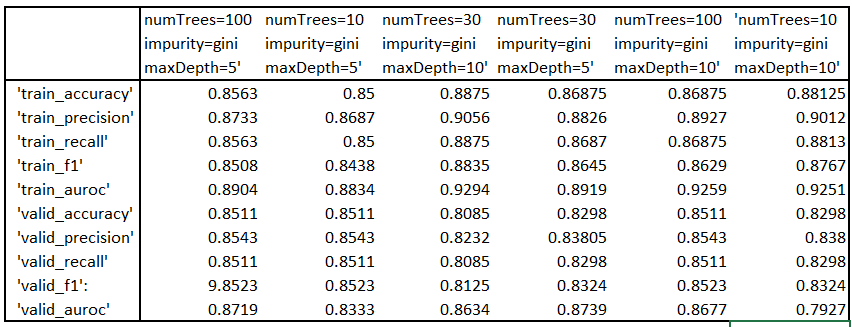 numTrees=100 numTrees=10 numTrees=30 numTrees=30 numTrees=100 'numTrees=10
impurity=gini impurity=gini impurity=gini impurity=gini impurity=gini impurity=gini
maxDepth=5' maxDepth=5' maxDepth=10' maxDepth=5' maxDepth=10' maxDepth=10'
'train_accuracy' 0.8563 0.85 0.8875 0.86875 0.86875 0.88125
'train_precision' 0.8733 0.8687 0.9056 0.8826 0.8927 0.9012
'train_recall' 0.8563 0.85 0.8875 0.8687 0.86875 0.8813
'train_f1' 0.8508 0.8438 0.8835 0.8645 0.8629 0.8767
'train_auroc' 0.8904 0.8834 0.9294 0.8919 0.9259 0.9251
'valid_accuracy' 0.8511 0.8511 0.8085 0.8298 0.8511 0.8298
'valid_precision' 0.8543 0.8543 0.8232 0.83805 0.8543 0.838
'valid_recall' 0.8511 0.8511 0.8085 0.8298 0.8511 0.8298
'valid_f1': 9.8523 0.8523 0.8125 0.8324 0.8523 0.8324
'valid_auroc' 0.8719 0.8333 0.8634 0.8739 0.8677 0.7927